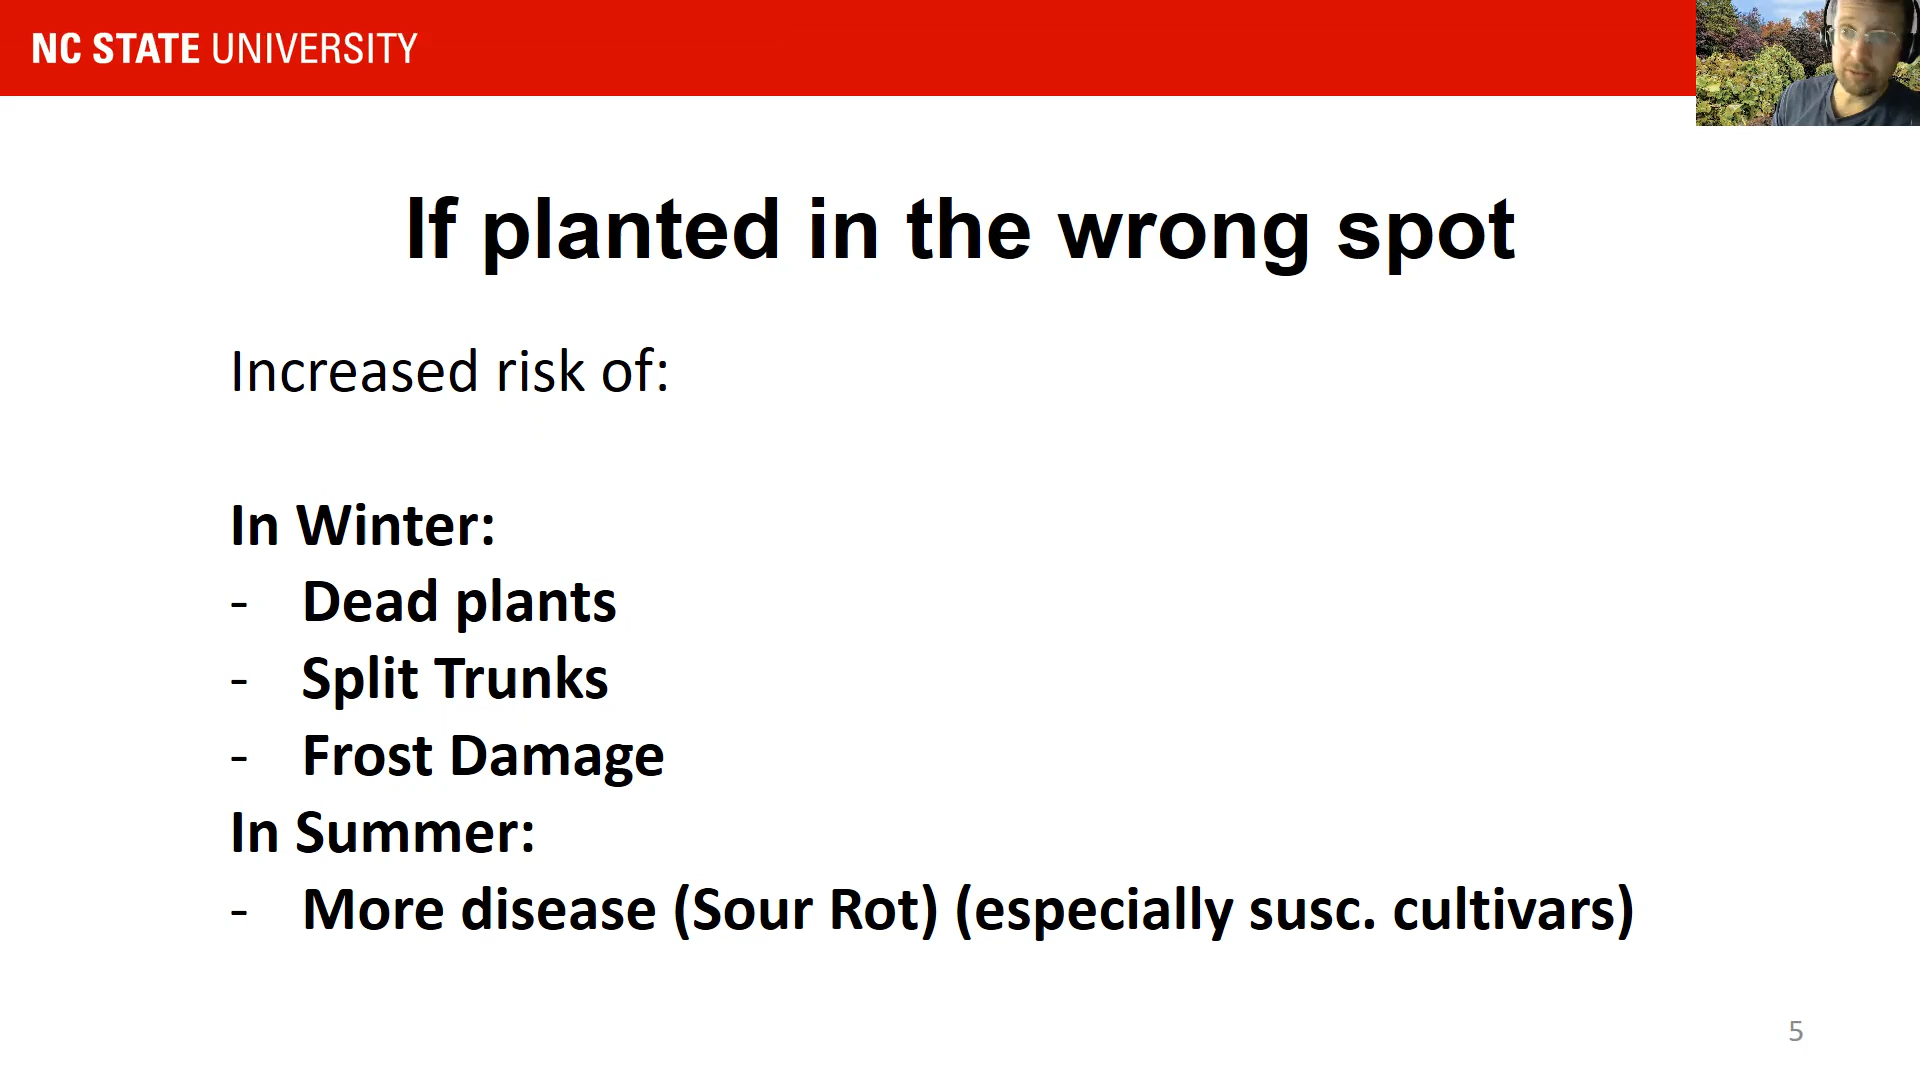 NC STATE UNIVERSITY
If planted in the wrong spot
Increased risk of:
In Winter:
- Dead plants
- Split Trunks
- Frost Damage
In Summer:
- More disease (Sour Rot) (especially susc. cultivars)
5